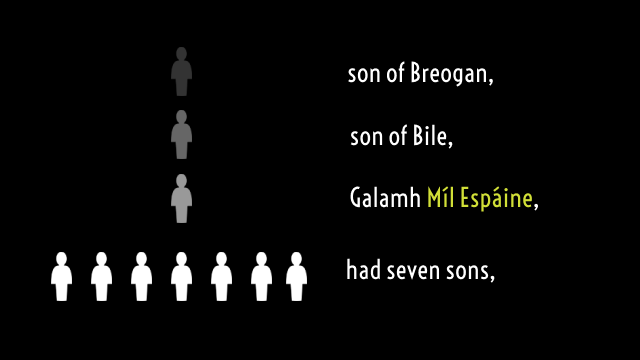 son of Breogan,
son of Bile,
Galamh Míl Espáine,
had seven sons,